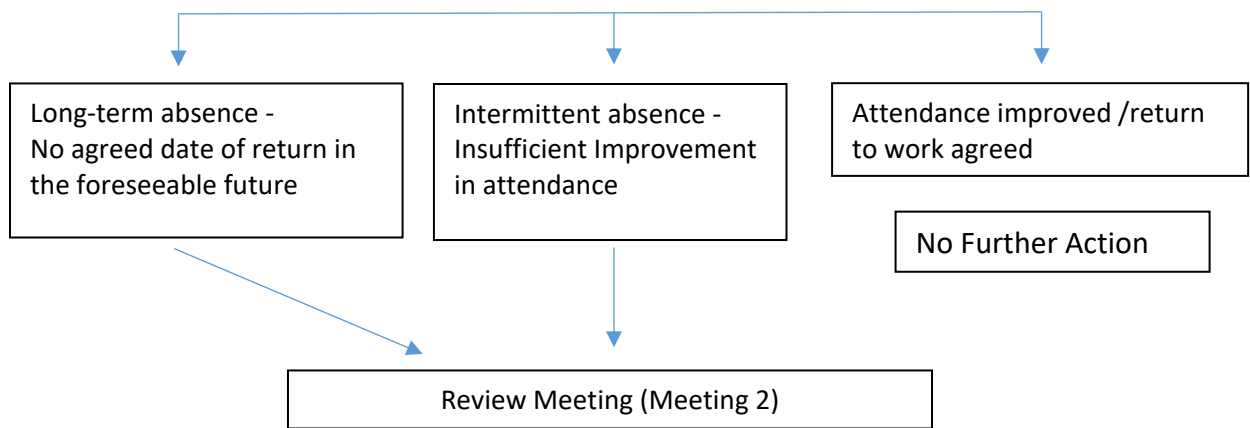 Long-term absence -
No agreed date of return in
the foreseeable future
Intermittent absence -
Insufficient Improvement
in attendance
Attendance improved /return
to work agreed
No Further Action
Review Meeting (Meeting 2)